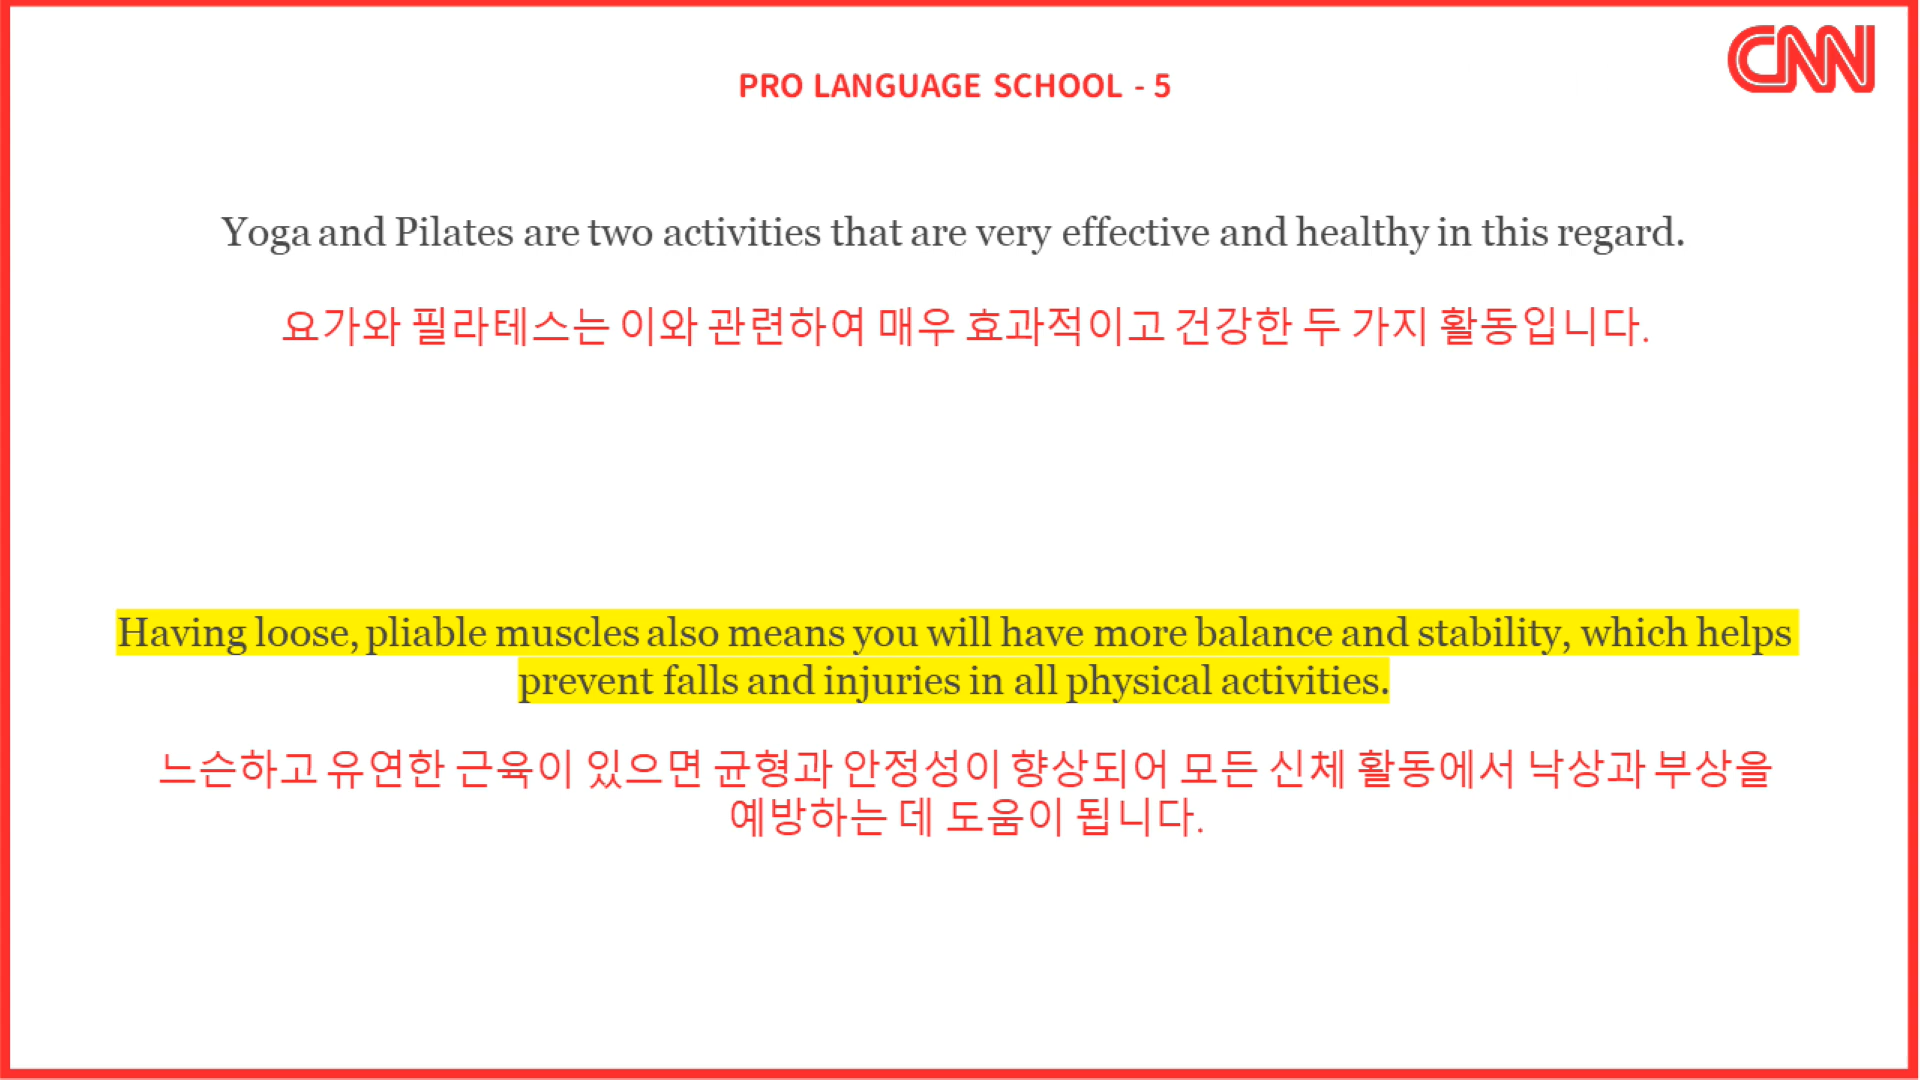 CNN
PRO LANGUAGE SCHOOL - 5
Yoga and Pilates are two activities that are very effective and healthy in this regard.
요가와 필라테스는 이와 관련하여 매우 효과적이고 건강한 두 가지 활동입니다.
Having loose, pliable muscles also means you will have more balance and stability, which helps
prevent falls and injuries in all physical activities.
느슨하고 유연한 근육이 있으면 균형과 안정성이 향상되어 모든 신체 활동에서 낙상과 부상을
예방하는 데 도움이 됩니다.